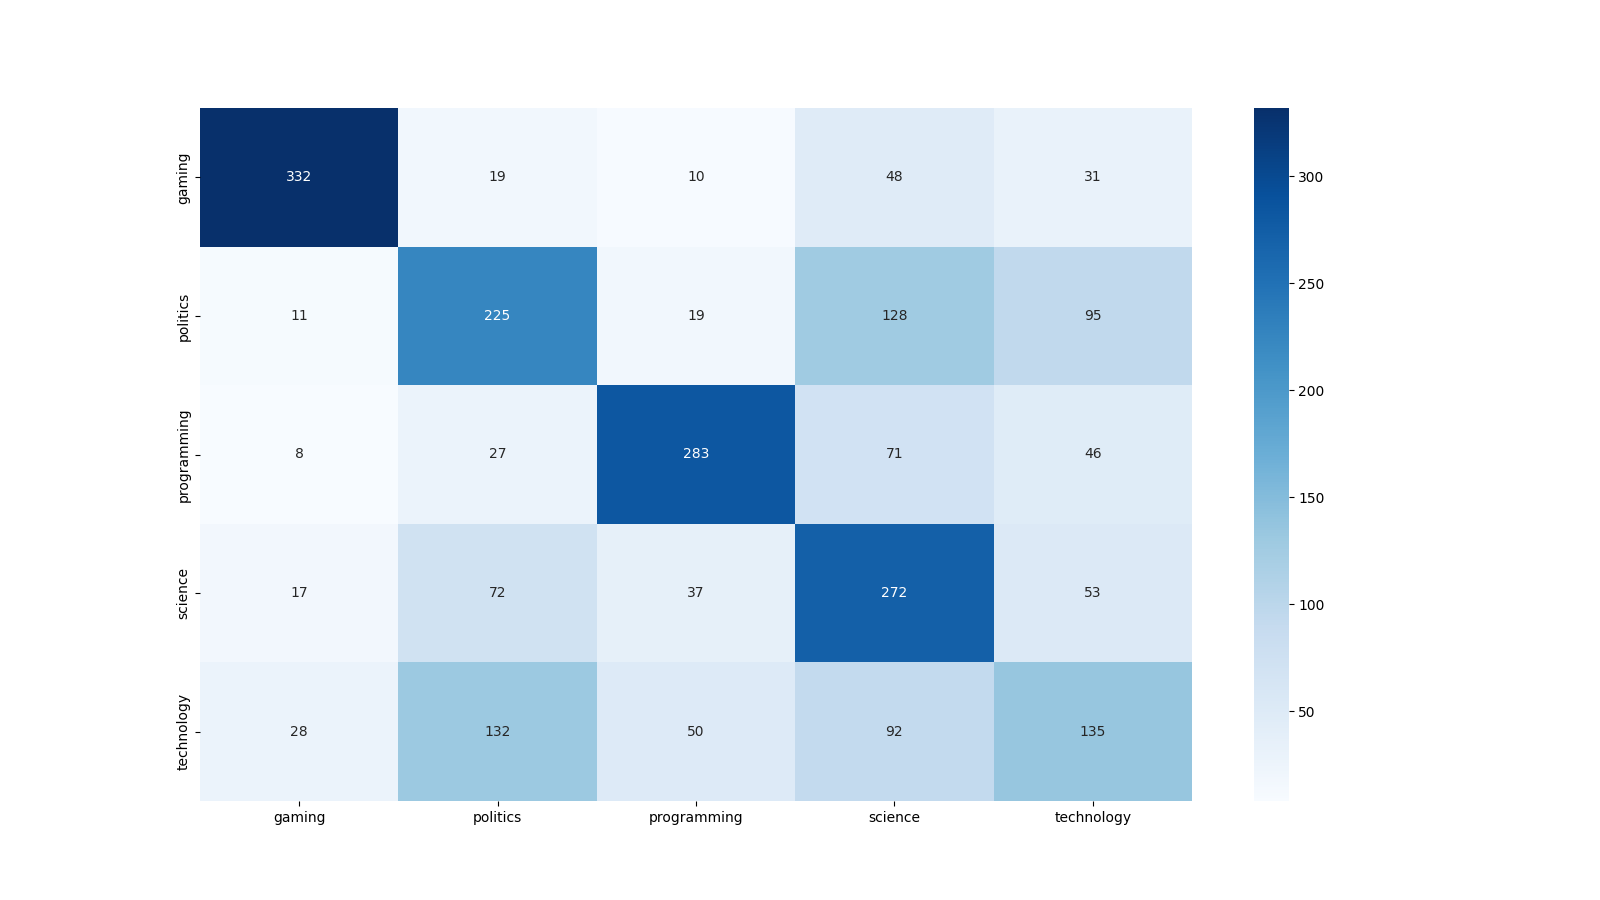 gaming 332 19 10 48 31
politics 11 225 19 128 95
programming 8 27 283 71 46
science 17 72 37 272 53
technology 28 132 50 92 135
gaming politics programming science technology
300
250
200
150
100
50